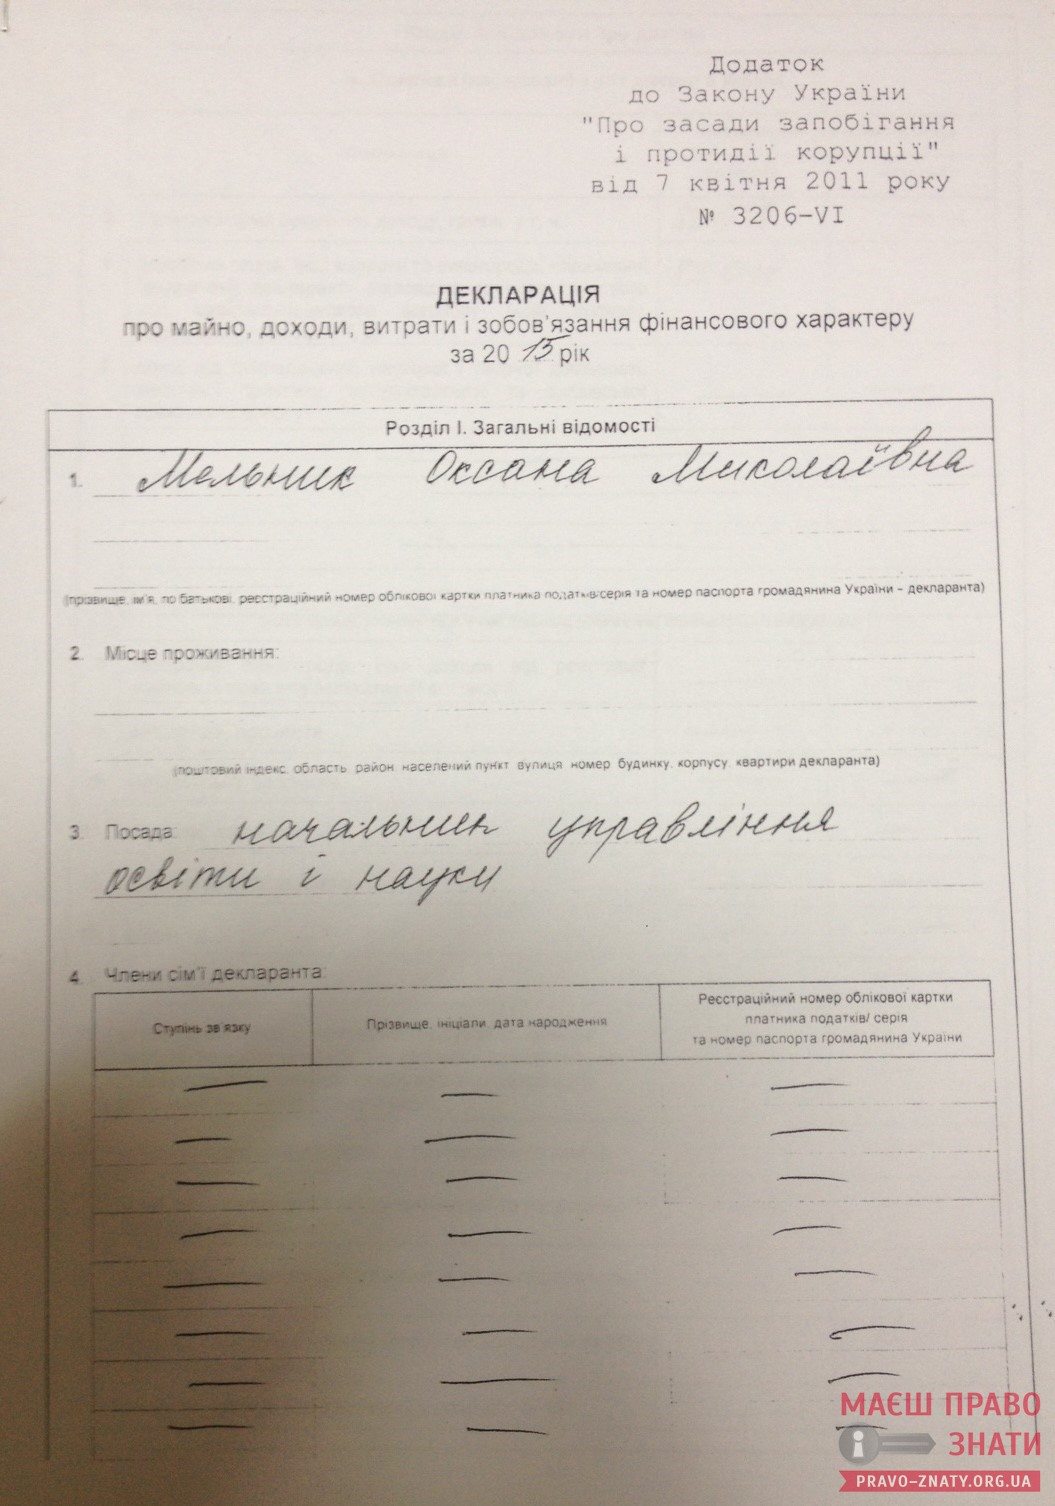 Додаток
до Закону України
"Про засади запобігання
і протидії корупції"
від 7 квітня 2011 року
№ 3206-VI
ДЕКЛАРАЦІЯ
про майно, доходи, витрати і зобов'язання фінансового характеру
за 2015 рік
Розділ І. Загальні відомості
1. Мельник Оксана Миколаївна
(прізвище, ім'я, по батькові, реєстраційний номер облікової картки платника податків/серія та номер паспорта громадянина України – декларанта)
2. Місце проживання:
(поштовий індекс, область, район, населений пункт, вулиця, номер будинку, корпусу, квартири декларанта)
3. Посада: начальник управління
освіти і науки
4. Члени сім'ї декларанта:
Ступінь зв'язку
Прізвище, ініціали, дата народження
Реєстраційний номер облікової картки
платника податків/ серія
та номер паспорта громадянина України
— — —
— — —
— — —
— — —
— — —
— — —
— — —
— — —
МАЄШ ПРАВО
ЗНАТИ
PRAVO-ZNATY.ORG.UA